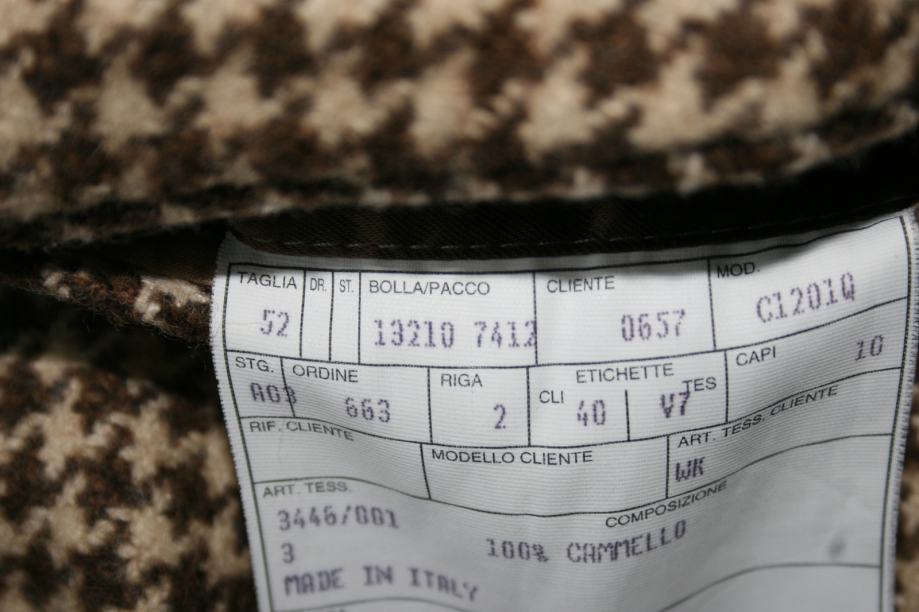 TAGLIA DR. ST. BOLLA/PACCO CLIENTE MOD.
52 13210 7412 0657 C1201Q
STG. ORDINE RIGA ETICHETTE CAPI 10
A03 663 2 CLI 40 TES V7
RIF. CLIENTE MODELLO CLIENTE ART. TESS. CLIENTE
WK
ART. TESS. COMPOSIZIONE
3446/001
3 100% CAMMELLO
MADE IN ITALY